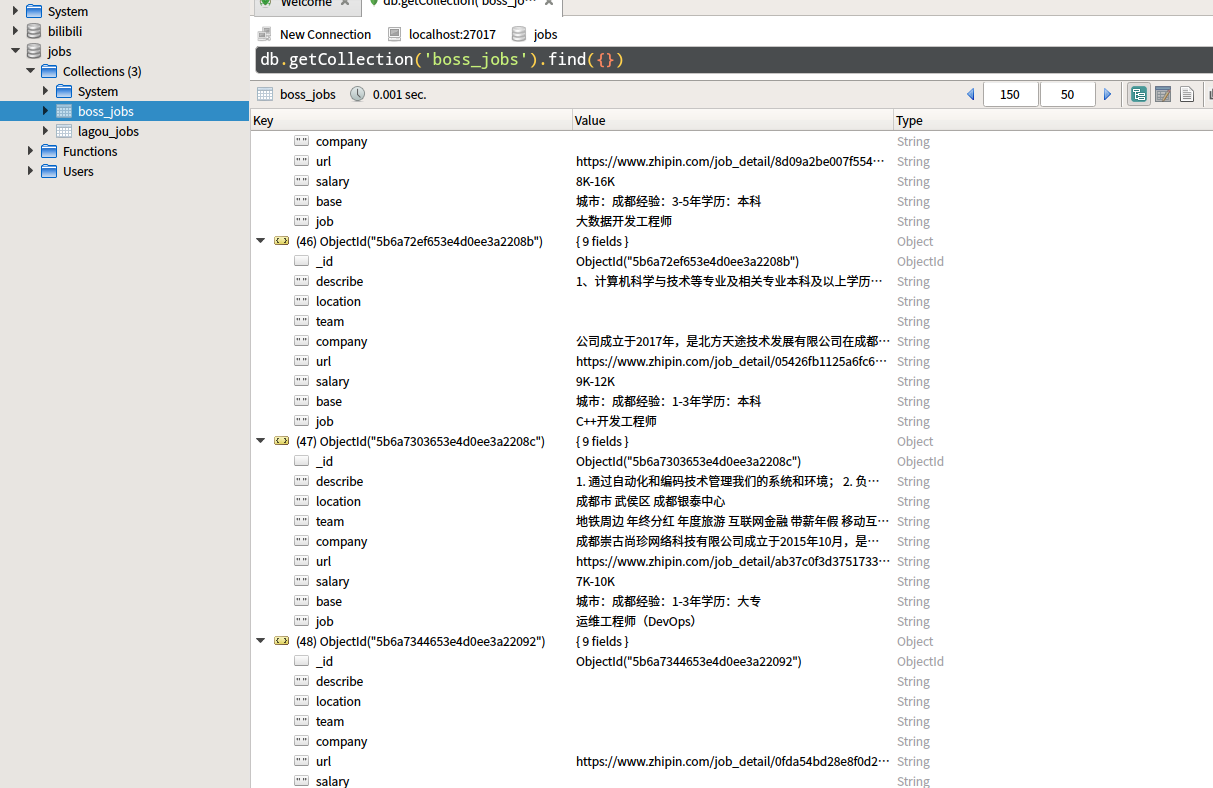 System
bilibili
jobs
Collections (3)
System
boss_jobs
lagou_jobs
Functions
Users
Welcome
db.getCollection('boss_jo···
New Connection localhost:27017 jobs
db.getCollection('boss_jobs').find({})
boss_jobs 0.001 sec. 150 50
Key Value Type
company String
url https://www.zhipin.com/job_detail/8d09a2be007f554··· String
salary 8K-16K String
base 城市：成都经验：3-5年学历：本科 String
job 大数据开发工程师 String
(46) ObjectId("5b6a72ef653e4d0ee3a2208b") { 9 fields } Object
_id ObjectId("5b6a72ef653e4d0ee3a2208b") ObjectId
describe 1、计算机科学与技术等专业及相关专业本科及以上学历··· String
location String
team String
company 公司成立于2017年，是北方天途技术发展有限公司在成都··· String
url https://www.zhipin.com/job_detail/05426fb1125a6fc6··· String
salary 9K-12K String
base 城市：成都经验：1-3年学历：本科 String
job C++开发工程师 String
(47) ObjectId("5b6a7303653e4d0ee3a2208c") { 9 fields } Object
_id ObjectId("5b6a7303653e4d0ee3a2208c") ObjectId
describe 1. 通过自动化和编码技术管理我们的系统和环境； 2. 负··· String
location 成都市 武侯区 成都银泰中心 String
team 地铁周边 年终分红 年度旅游 互联网金融 带薪年假 移动互··· String
company 成都崇古尚珍网络科技有限公司成立于2015年10月，是··· String
url https://www.zhipin.com/job_detail/ab37c0f3d3751733··· String
salary 7K-10K String
base 城市：成都经验：1-3年学历：大专 String
job 运维工程师（DevOps） String
(48) ObjectId("5b6a7344653e4d0ee3a22092") { 9 fields } Object
_id ObjectId("5b6a7344653e4d0ee3a22092") ObjectId
describe String
location String
team String
company String
url https://www.zhipin.com/job_detail/0fda54bd28e8f0d2··· String
salary String